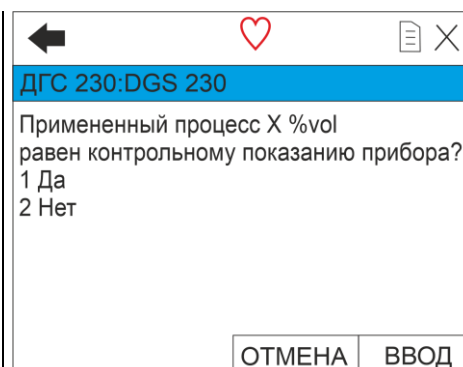 ДГС 230:DGS 230
Примененный процесс X %vol
равен контрольному показанию прибора?
1 Да
2 Нет
ОТМЕНА ВВОД